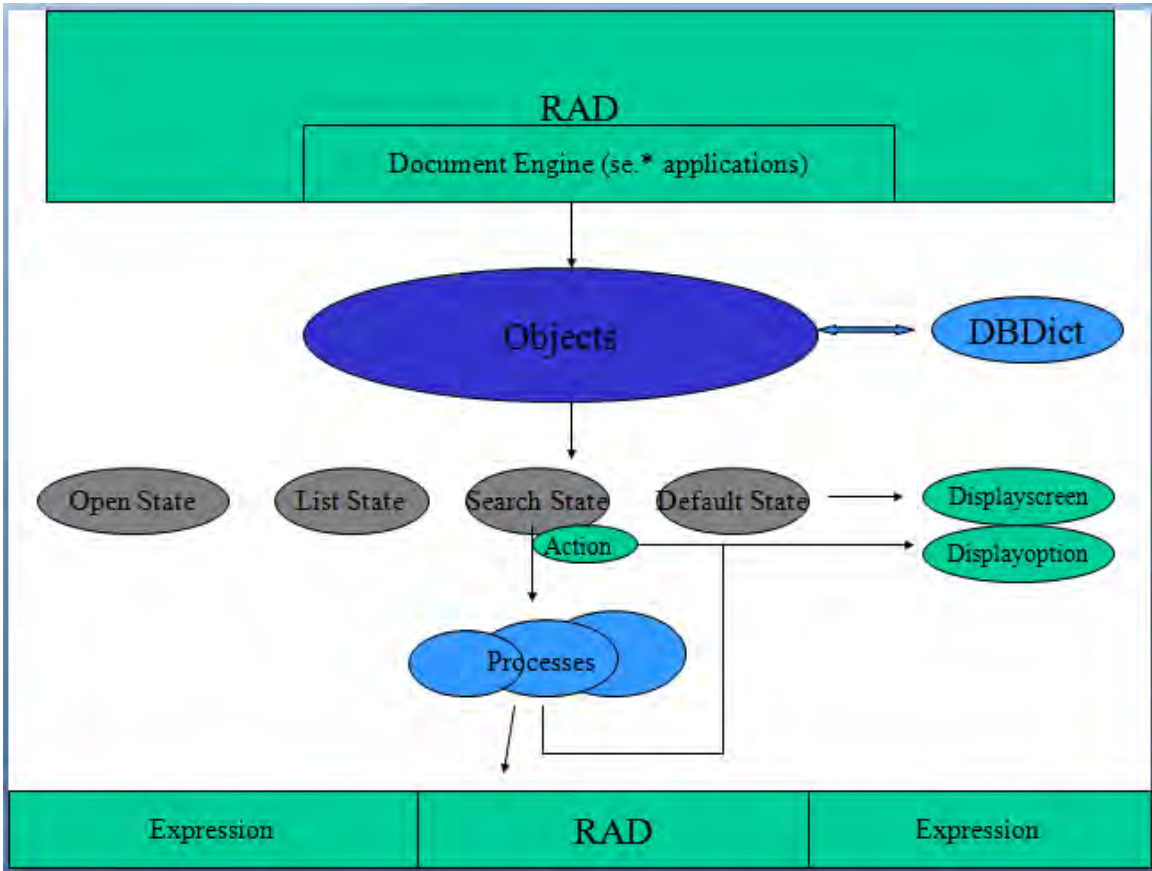 RAD
Document Engine (se.* applications)
Objects
DBDict
Open State
List State
Search State
Default State
Displayscreen
Action
Displayoption
Processes
Expression
RAD
Expression